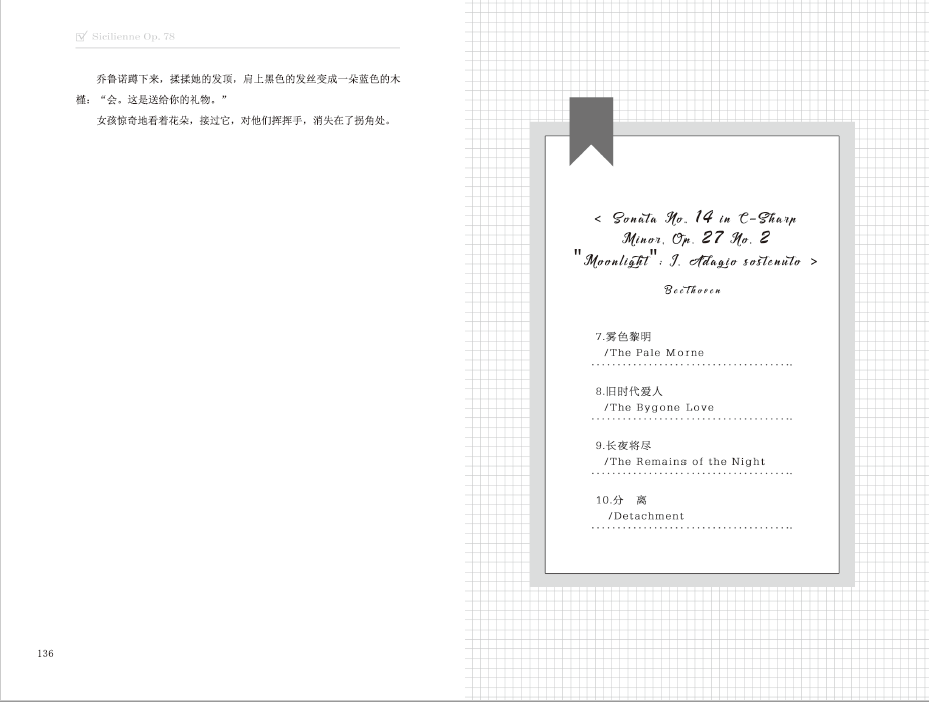 Sicilienne Op. 78
乔鲁诺蹲下来，揉揉她的发顶，肩上黑色的发丝变成一朵蓝色的木
槿：“会。这是送给你的礼物。”
女孩惊奇地看着花朵，接过它，对他们挥挥手，消失在了拐角处。
136
< Sonata No. 14 in C-Sharp
Minor, Op. 27 No. 2
"Moonlight": I. Adagio sostenuto >
Beethoven
7.雾色黎明
/The Pale Morne
8.旧时代爱人
/The Bygone Love
9.长夜将尽
/The Remains of the Night
10.分　离
/Detachment